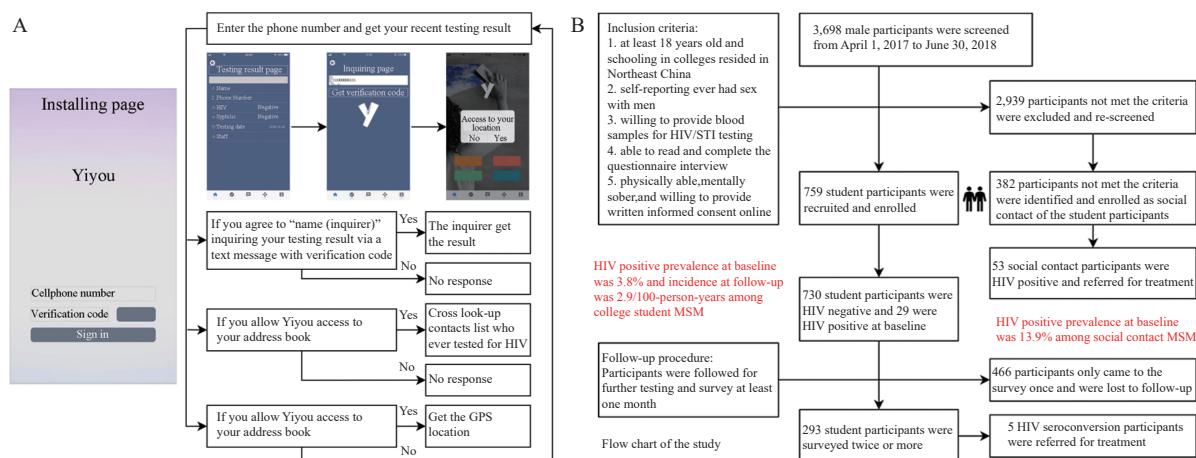 A
Enter the phone number and get your recent testing result
Installing page
Yiyou
Cellphone number
Verification code
Sign in
Testing result page
Name
Phone Number
HIV Negative
Syphilis Negative
Testing date
Staff
Inquiring page
Get verification code
Access to your
location
No Yes
If you agree to “name (inquirer)”
inquiring your testing result via a
text message with verification code
Yes
The inquirer get
the result
No
No response
If you allow Yiyou access to
your address book
Yes
Cross look-up
contacts list who
ever tested for HIV
No
No response
If you allow Yiyou access to
your address book
Yes
Get the GPS
location
No
B
Inclusion criteria:
1. at least 18 years old and
schooling in colleges resided in
Northeast China
2. self-reporting ever had sex
with men
3. willing to provide blood
samples for HIV/STI testing
4. able to read and complete the
questionnaire interview
5. physically able,mentally
sober,and willing to provide
written informed consent online
3,698 male participants were screened
from April 1, 2017 to June 30, 2018
2,939 participants not met the criteria
were excluded and re-screened
759 student participants were
recruited and enrolled
382 participants not met the criteria
were identified and enrolled as social
contact of the student participants
53 social contact participants were
HIV positive and referred for treatment
HIV positive prevalence at baseline
was 3.8% and incidence at follow-up
was 2.9/100-person-years among
college student MSM
730 student participants were
HIV negative and 29 were
HIV positive at baseline
HIV positive prevalence at baseline
was 13.9% among social contact MSM
Follow-up procedure:
Participants were followed for
further testing and survey at least
one month
466 participants only came to the
survey once and were lost to follow-up
Flow chart of the study
293 student participants were
surveyed twice or more
5 HIV seroconversion participants
were referred for treatment